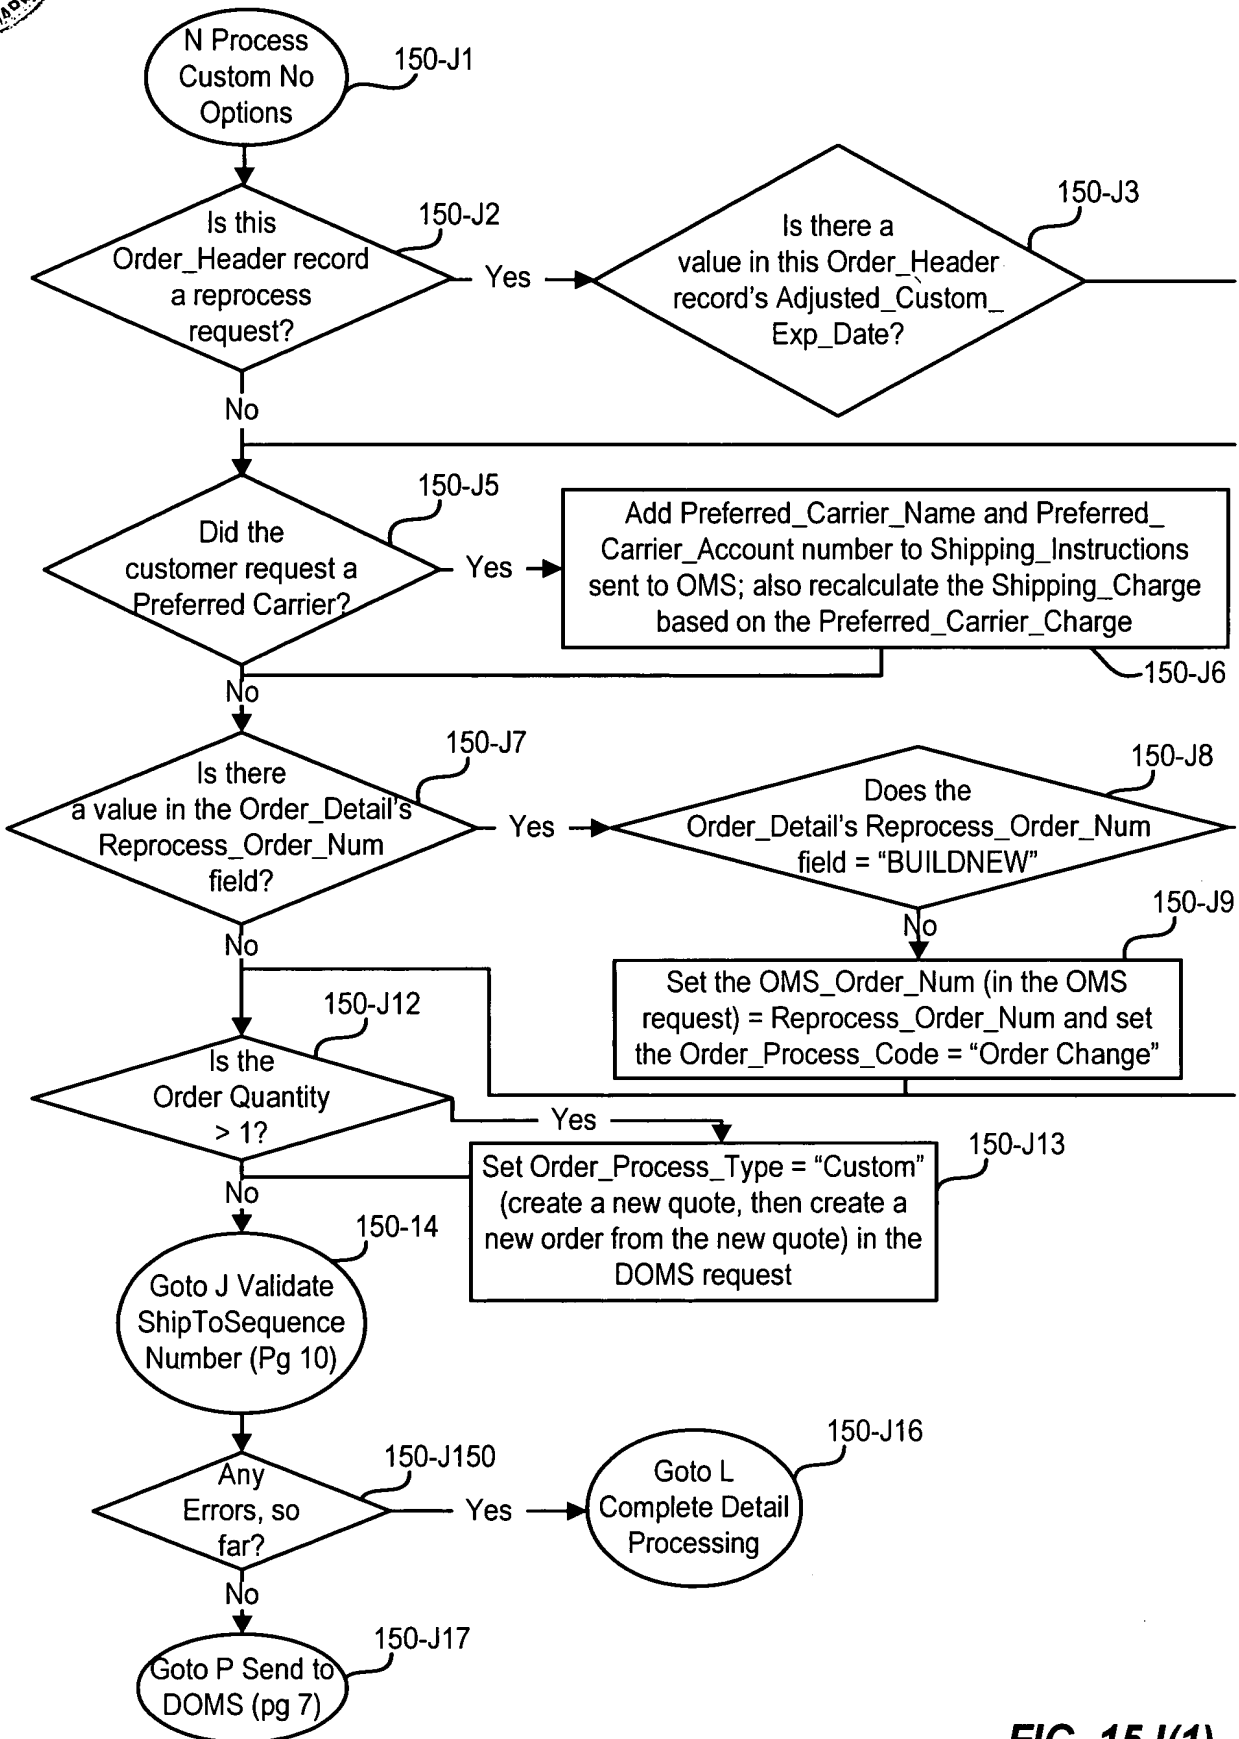 N Process
Custom No
Options
150-J1
Is this
Order_Header record
a reprocess
request?
150-J2
Yes
No
Is there a
value in this Order_Header
record's Adjusted_Custom_
Exp_Date?
150-J3
Did the
customer request a
Preferred Carrier?
150-J5
Yes
No
Add Preferred_Carrier_Name and Preferred_
Carrier_Account number to Shipping_Instructions
sent to OMS; also recalculate the Shipping_Charge
based on the Preferred_Carrier_Charge
150-J6
Is there
a value in the Order_Detail's
Reprocess_Order_Num
field?
150-J7
Yes
No
Does the
Order_Detail's Reprocess_Order_Num
field = “BUILDNEW”
150-J8
No
150-J9
Set the OMS_Order_Num (in the OMS
request) = Reprocess_Order_Num and set
the Order_Process_Code = “Order Change”
150-J12
Is the
Order Quantity
> 1?
Yes
No
Set Order_Process_Type = “Custom”
(create a new quote, then create a
new order from the new quote) in the
DOMS request
150-J13
150-14
Goto J Validate
ShipToSequence
Number (Pg 10)
150-J150
Any
Errors, so
far?
Yes
No
150-J16
Goto L
Complete Detail
Processing
150-J17
Goto P Send to
DOMS (pg 7)
FIG. 15J(1)